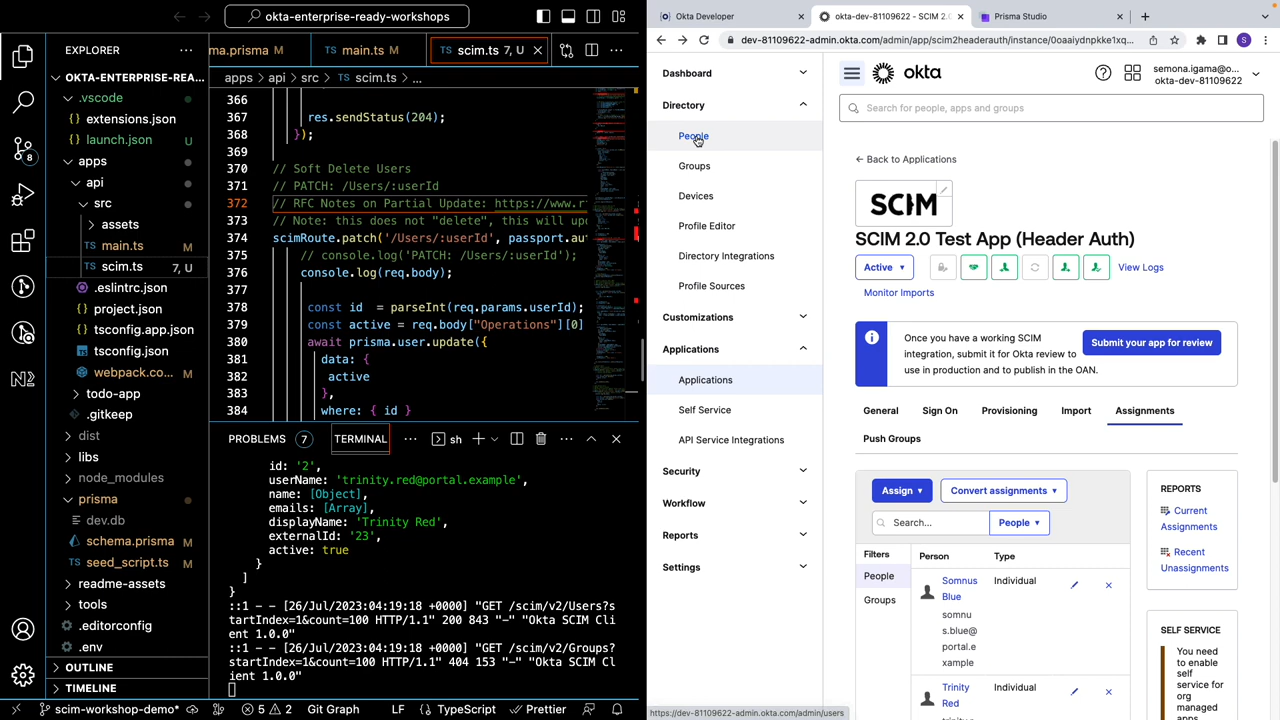 okta-enterprise-ready-workshops
EXPLORER
OKTA-ENTERPRISE-REA...
.vscode
extensions.json
launch.json
apps
api
src
assets
main.ts M
scim.ts 7, U
.eslintrc.json
project.json
tsconfig.app.json
tsconfig.json
webpack.co... M
todo-app
.gitkeep
dist
libs
node_modules
prisma
dev.db
schema.prisma M
seed_script.ts M
readme-assets
tools
.editorconfig
.env
OUTLINE
TIMELINE
ma.prisma M
main.ts M
scim.ts 7, U
apps > api > src > scim.ts > ...
366
367 res.sendStatus(204);
368 });
369
370 // Soft Delete Users
371 // PATCH: /Users/:userId
372 // RFC Notes on Partial Update: https://www.r
373 // Note: this does not "delete", this will up
374 scimRoute.patch('/Users/:userId', passport.au
375 // console.log('PATCH: /Users/:userId');
376 console.log(req.body);
377
378 const id = parseInt(req.params.userId);
379 const active = req.body["Operations"][0]
380 await prisma.user.update({
381 data: {
382 active
383 },
384 where: { id }
PROBLEMS 7
TERMINAL
sh
id: '2',
userName: 'trinity.red@portal.example',
name: [Object],
emails: [Array],
displayName: 'Trinity Red',
externalId: '23',
active: true
}
]
}
::1 - - [26/Jul/2023:04:19:18 +0000] "GET /scim/v2/Users?s
tartIndex=1&count=100 HTTP/1.1" 200 843 "-" "Okta SCIM Cli
ent 1.0.0"
::1 - - [26/Jul/2023:04:19:18 +0000] "GET /scim/v2/Groups?
startIndex=1&count=100 HTTP/1.1" 404 153 "-" "Okta SCIM Cl
ient 1.0.0"
scim-workshop-demo*
5 2
Git Graph
LF
TypeScript
Prettier
Okta Developer
okta-dev-81109622 - SCIM 2.0
Prisma Studio
dev-81109622-admin.okta.com/admin/app/scim2headerauth/instance/0oaaiydnpkke1xq...
S
Dashboard
Directory
People
Groups
Devices
Profile Editor
Directory Integrations
Profile Sources
Customizations
Applications
Applications
Self Service
API Service Integrations
Security
Workflow
Reports
Settings
https://dev-81109622-admin.okta.com/admin/users
okta
semona.igama@o...
okta-dev-81109622
Search for people, apps and groups
Back to Applications
SCIM
SCIM 2.0 Test App (Header Auth)
Active
View Logs
Monitor Imports
Once you have a working SCIM
integration, submit it for Okta review to
use in production and to publish in the OAN.
Submit your app for review
General
Sign On
Provisioning
Import
Assignments
Push Groups
Assign
Convert assignments
Search...
People
Filters
Person
Type
People
Groups
Somnus
Blue
somnu
s.blue@
portal.e
xample
Individual
Trinity
Red
Individual
REPORTS
Current
Assignments
Recent
Unassignments
SELF SERVICE
You need
to enable
self
service for
org
managed